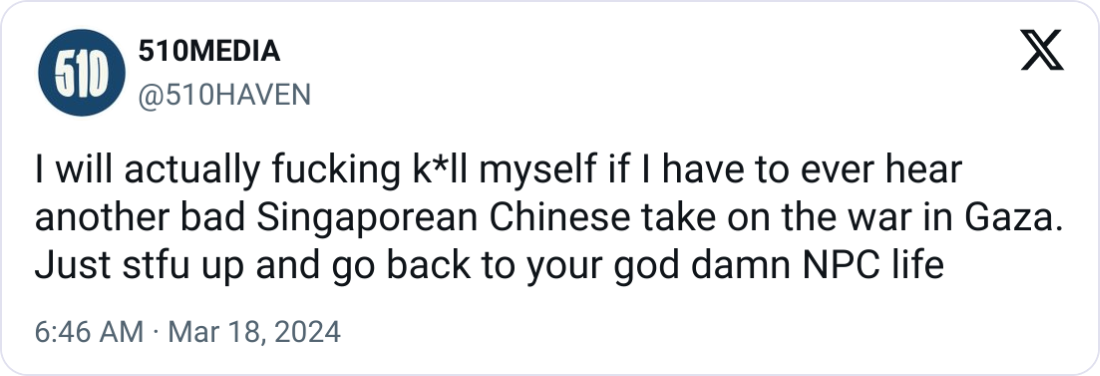 510
510MEDIA
@510HAVEN
I will actually fucking k*ll myself if I have to ever hear
another bad Singaporean Chinese take on the war in Gaza.
Just stfu up and go back to your god damn NPC life
6:46 AM · Mar 18, 2024